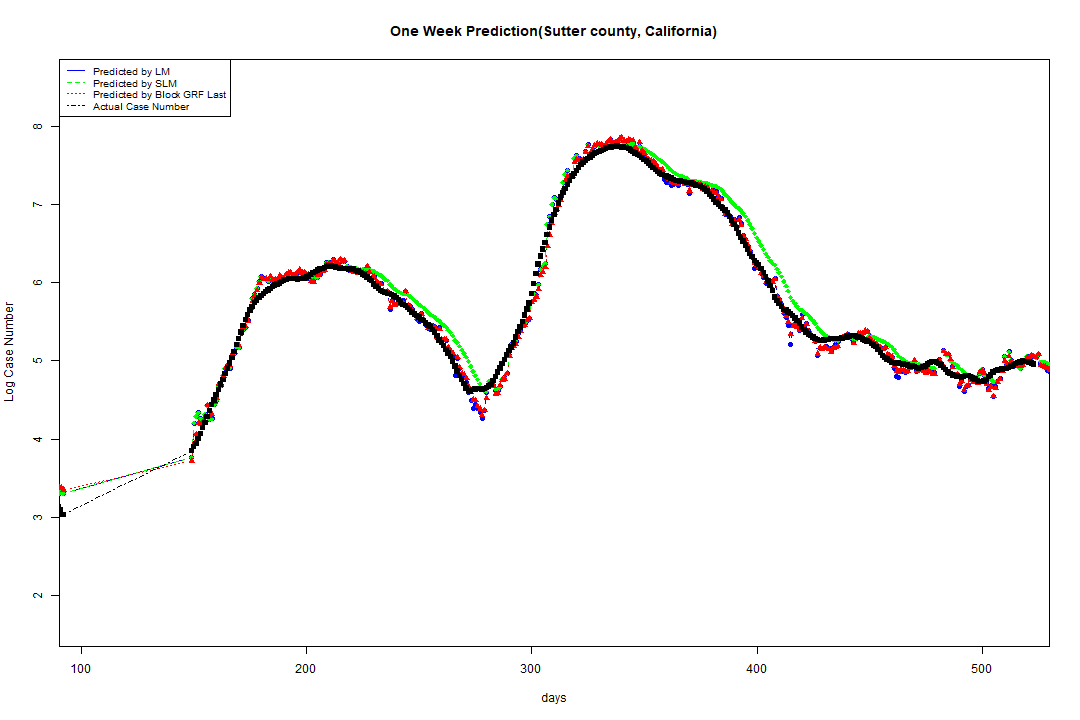 One Week Prediction(Sutter county, California)
Predicted by LM
Predicted by SLM
Predicted by Block GRF Last
Actual Case Number
8
7
6
5
4
3
2
Log Case Number
100 200 300 400 500
days